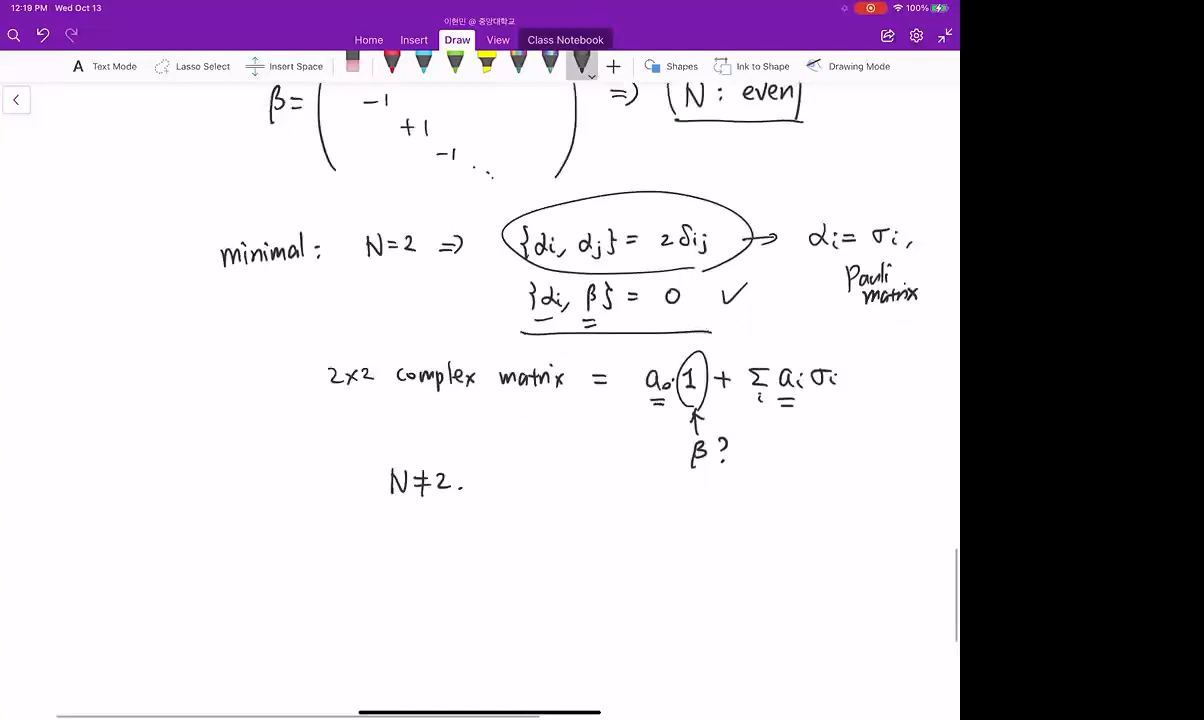 12:19 PM Wed Oct 13
100%
이현민 @ 중앙대학교
Home Insert Draw View Class Notebook
A Text Mode Lasso Select Insert Space Shapes Ink to Shape Drawing Mode
β = ( -1 +1 -1 ⋱ ) ⇒ (N : even)
minimal : N=2 ⇒ {αi, αj} = 2 δij → αi = σi,
Pauli
matrix
{αi, β} = 0 ✓
2×2 complex matrix = a₀·1 + Σi ai σi
↑
β ?
N ≠ 2.